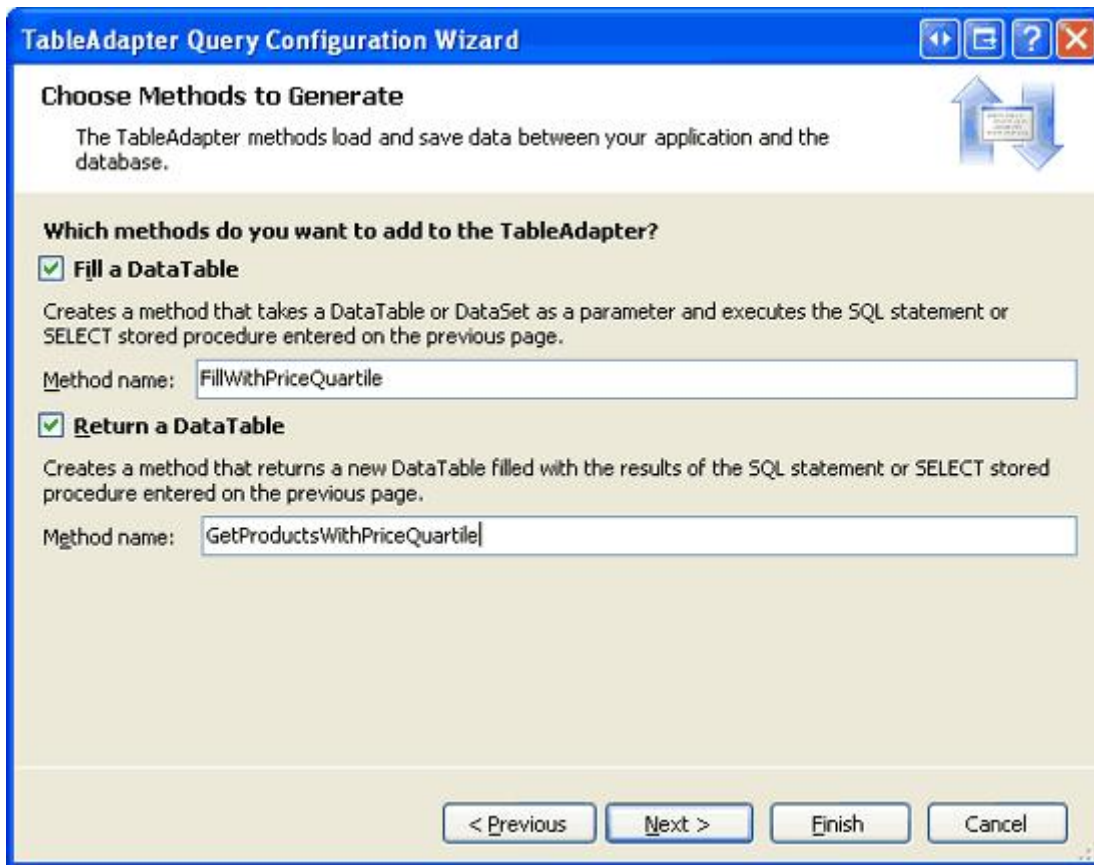 TableAdapter Query Configuration Wizard
Choose Methods to Generate
The TableAdapter methods load and save data between your application and the
database.
Which methods do you want to add to the TableAdapter?
Fill a DataTable
Creates a method that takes a DataTable or DataSet as a parameter and executes the SQL statement or
SELECT stored procedure entered on the previous page.
Method name: FillWithPriceQuartile
Return a DataTable
Creates a method that returns a new DataTable filled with the results of the SQL statement or SELECT stored
procedure entered on the previous page.
Method name: GetProductsWithPriceQuartile
< Previous Next > Finish Cancel